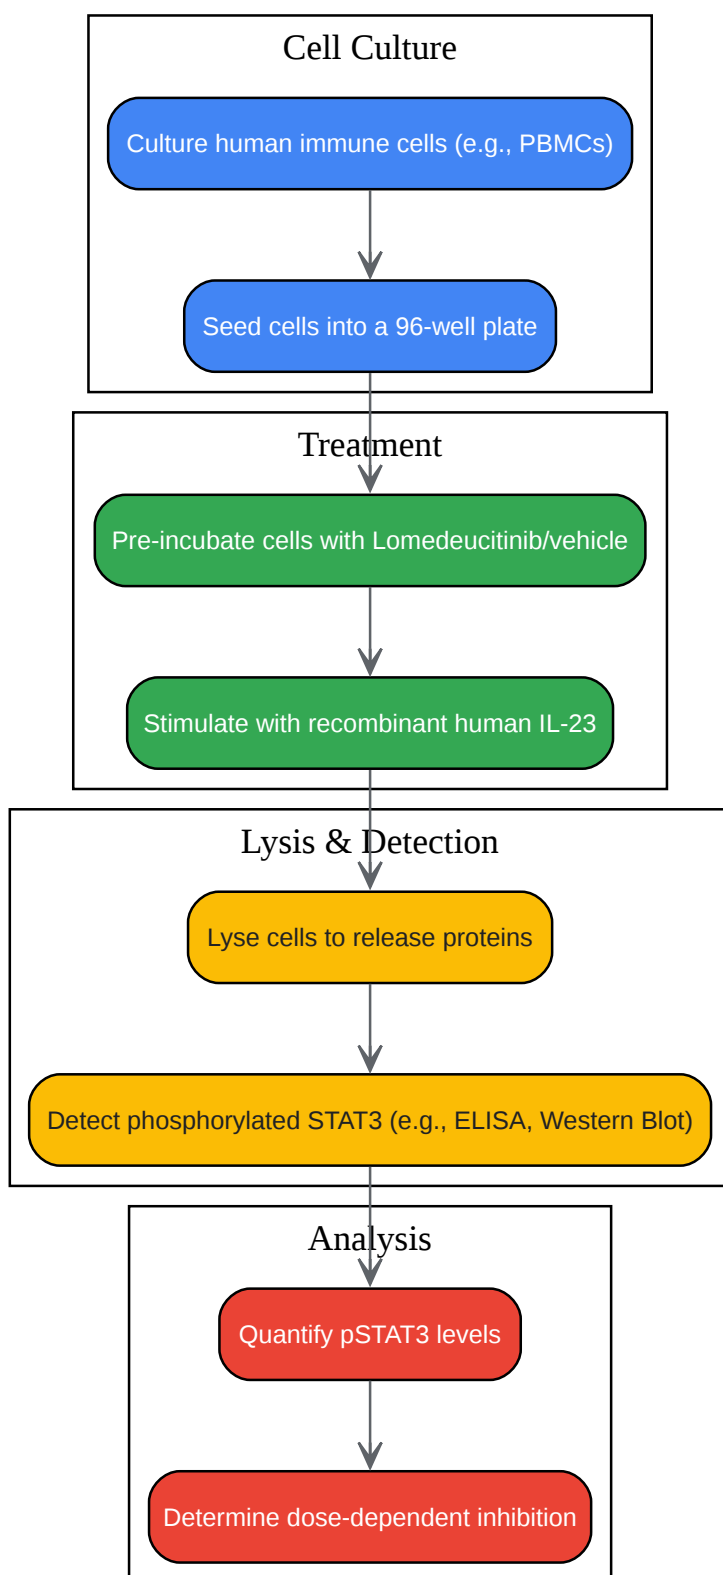 Cell Culture
Culture human immune cells (e.g., PBMCs)
Seed cells into a 96-well plate
Treatment
Pre-incubate cells with Lomedeucitinib/vehicle
Stimulate with recombinant human IL-23
Lysis & Detection
Lyse cells to release proteins
Detect phosphorylated STAT3 (e.g., ELISA, Western Blot)
Analysis
Quantify pSTAT3 levels
Determine dose-dependent inhibition